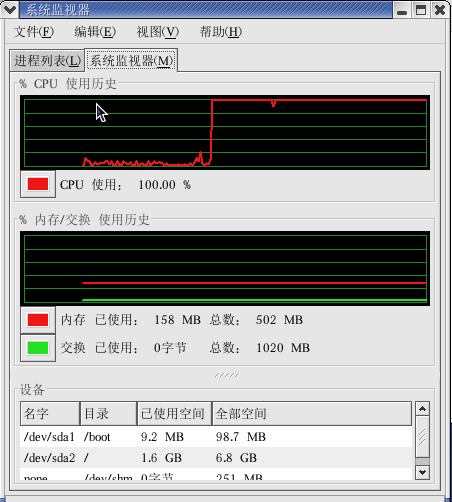 系统监视器
文件(F) 编辑(E) 视图(V) 帮助(H)
进程列表(L) 系统监视器(M)
% CPU 使用历史
CPU 使用： 100.00 %
% 内存/交换 使用历史
内存 已使用： 158 MB 总数： 502 MB
交换 已使用： 0字节 总数： 1020 MB
设备
名字 目录 已使用空间 全部空间
/dev/sda1 /boot 9.2 MB 98.7 MB
/dev/sda2 / 1.6 GB 6.8 GB
none /dev/shm 0字节 251 MB